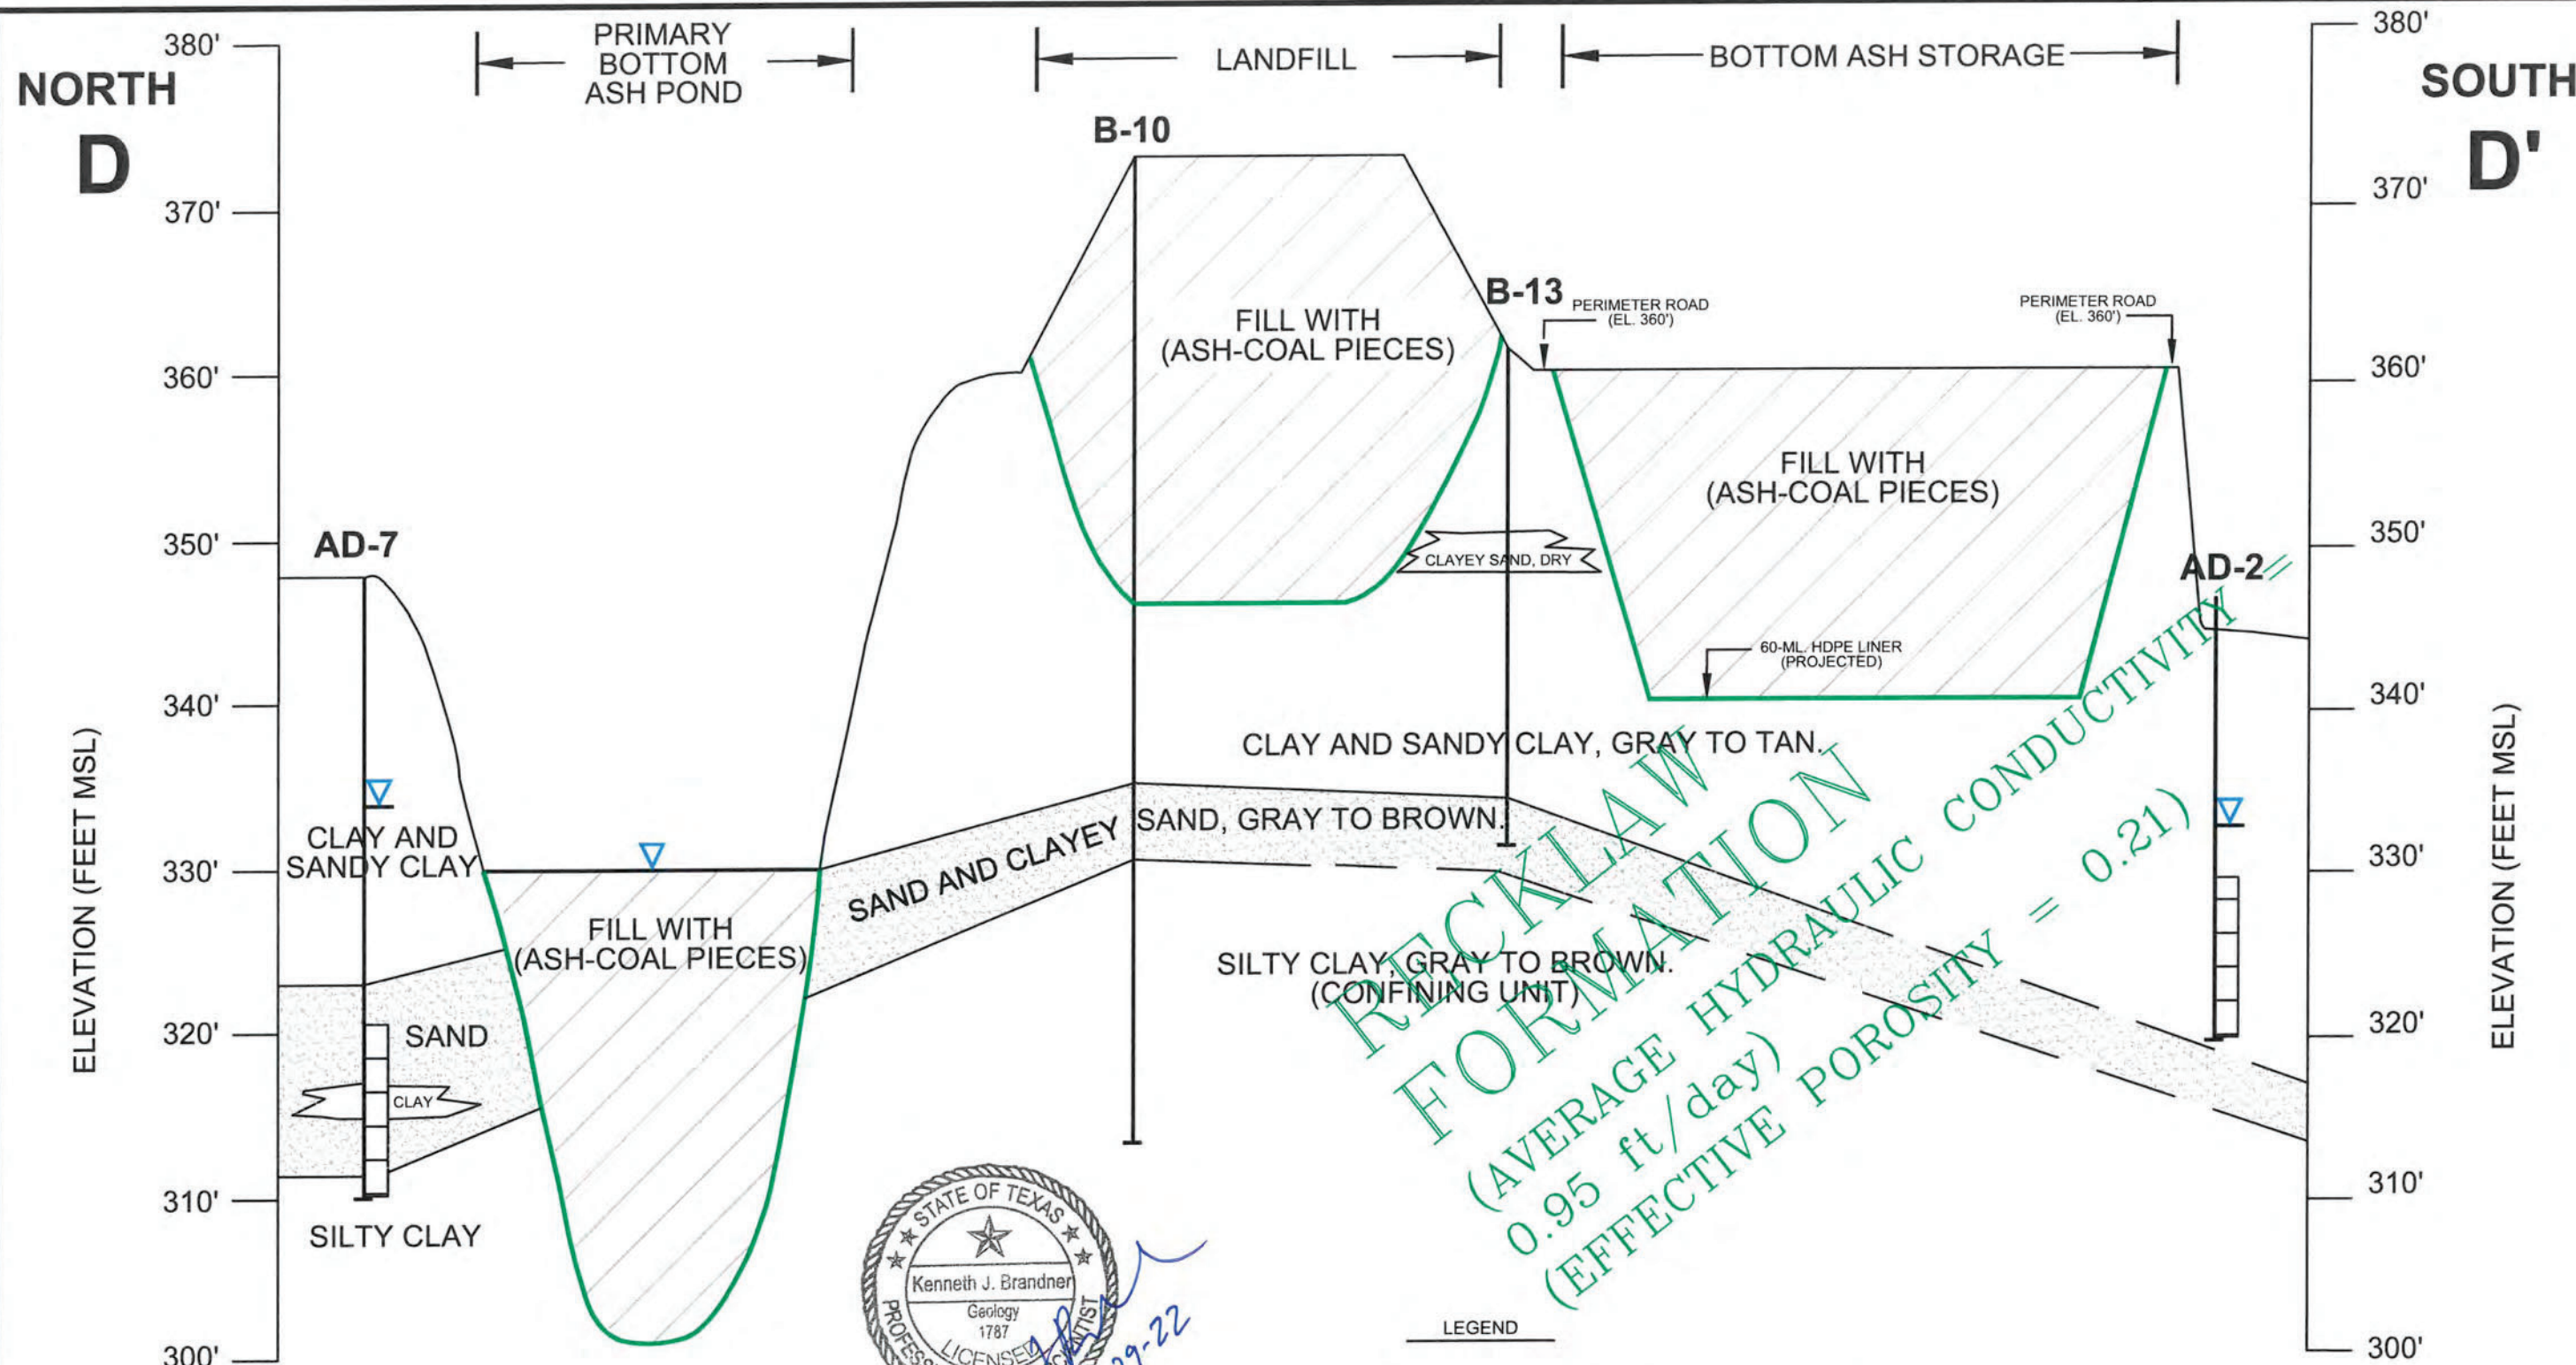 NORTH
D
SOUTH
D'
PRIMARY
BOTTOM
ASH POND
LANDFILL
BOTTOM ASH STORAGE
380'
370'
360'
350'
340'
330'
320'
310'
300'
ELEVATION (FEET MSL)
380'
370'
360'
350'
340'
330'
320'
310'
300'
ELEVATION (FEET MSL)
B-10
B-13
PERIMETER ROAD
(EL. 360')
PERIMETER ROAD
(EL. 360')
FILL WITH
(ASH-COAL PIECES)
FILL WITH
(ASH-COAL PIECES)
AD-7
CLAYEY SAND, DRY
AD-2
60-ML. HDPE LINER
(PROJECTED)
CLAY AND SANDY CLAY, GRAY TO TAN.
CLAY AND
SANDY CLAY
SAND AND CLAYEY SAND, GRAY TO BROWN.
FILL WITH
(ASH-COAL PIECES)
SILTY CLAY, GRAY TO BROWN.
(CONFINING UNIT)
SAND
CLAY
SILTY CLAY
RECKLAW
FORMATION
(AVERAGE HYDRAULIC CONDUCTIVITY =
0.95 ft/day)
(EFFECTIVE POROSITY = 0.21)
STATE OF TEXAS
Kenneth J. Brandner
Geology
1787
LICENSED
LEGEND